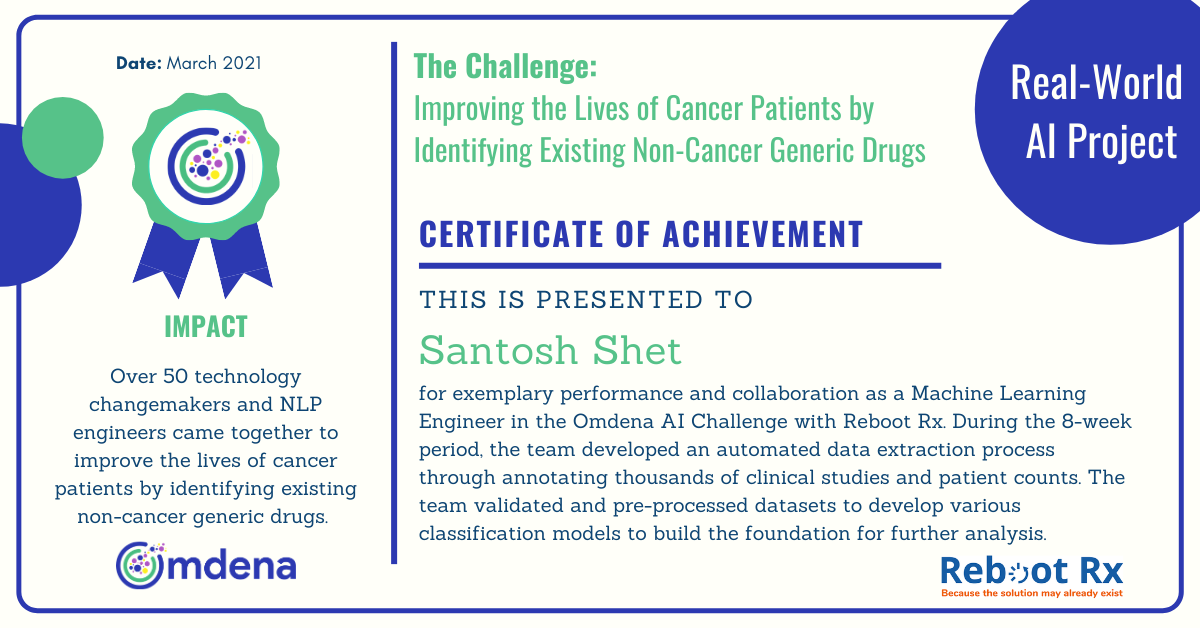 Date: March 2021
IMPACT
Over 50 technology
changemakers and NLP
engineers came together to
improve the lives of cancer
patients by identifying existing
non-cancer generic drugs.
Omdena
The Challenge:
Improving the Lives of Cancer Patients by
Identifying Existing Non-Cancer Generic Drugs
Real-World
AI Project
CERTIFICATE OF ACHIEVEMENT
THIS IS PRESENTED TO
Santosh Shet
for exemplary performance and collaboration as a Machine Learning
Engineer in the Omdena AI Challenge with Reboot Rx. During the 8-week
period, the team developed an automated data extraction process
through annotating thousands of clinical studies and patient counts. The
team validated and pre-processed datasets to develop various
classification models to build the foundation for further analysis.
Reboot Rx
Because the solution may already exist